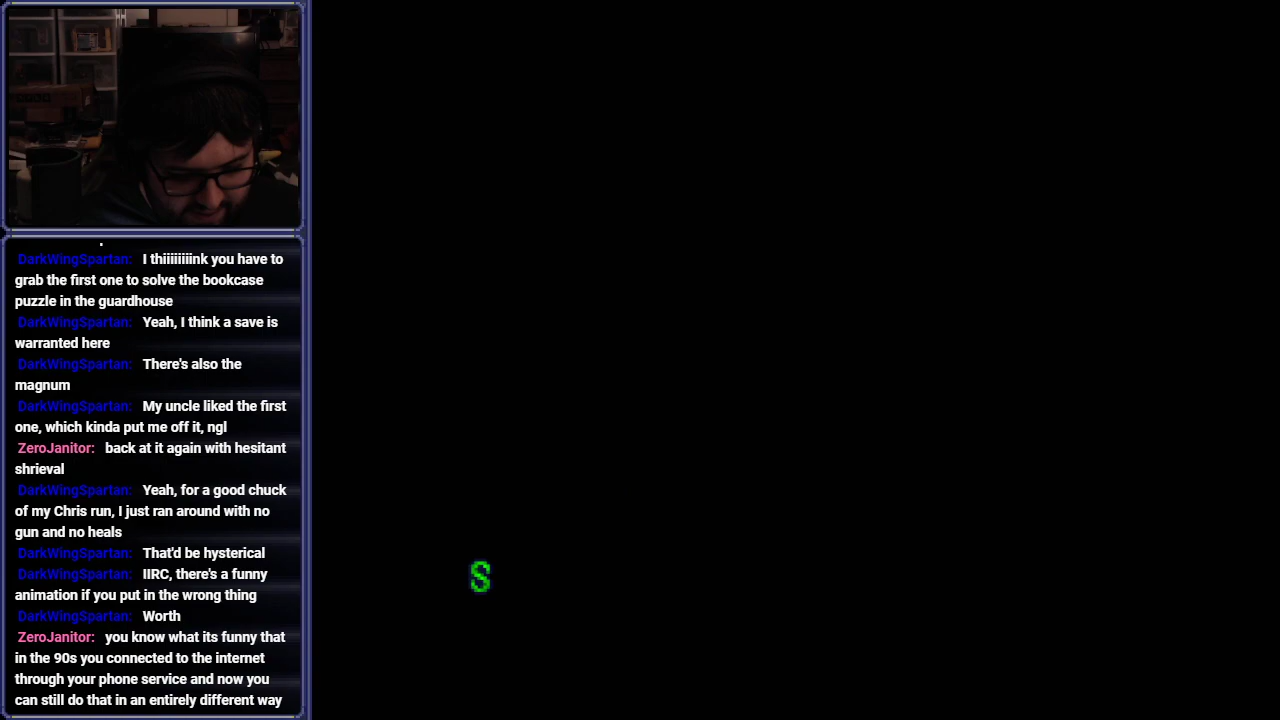 DarkWingSpartan: I thiiiiiiiink you have to
grab the first one to solve the bookcase
puzzle in the guardhouse
DarkWingSpartan: Yeah, I think a save is
warranted here
DarkWingSpartan: There's also the
magnum
DarkWingSpartan: My uncle liked the first
one, which kinda put me off it, ngl
ZeroJanitor: back at it again with hesitant
shrieval
DarkWingSpartan: Yeah, for a good chuck
of my Chris run, I just ran around with no
gun and no heals
DarkWingSpartan: That'd be hysterical
DarkWingSpartan: IIRC, there's a funny
animation if you put in the wrong thing
DarkWingSpartan: Worth
ZeroJanitor: you know what its funny that
in the 90s you connected to the internet
through your phone service and now you
can still do that in an entirely different way
S